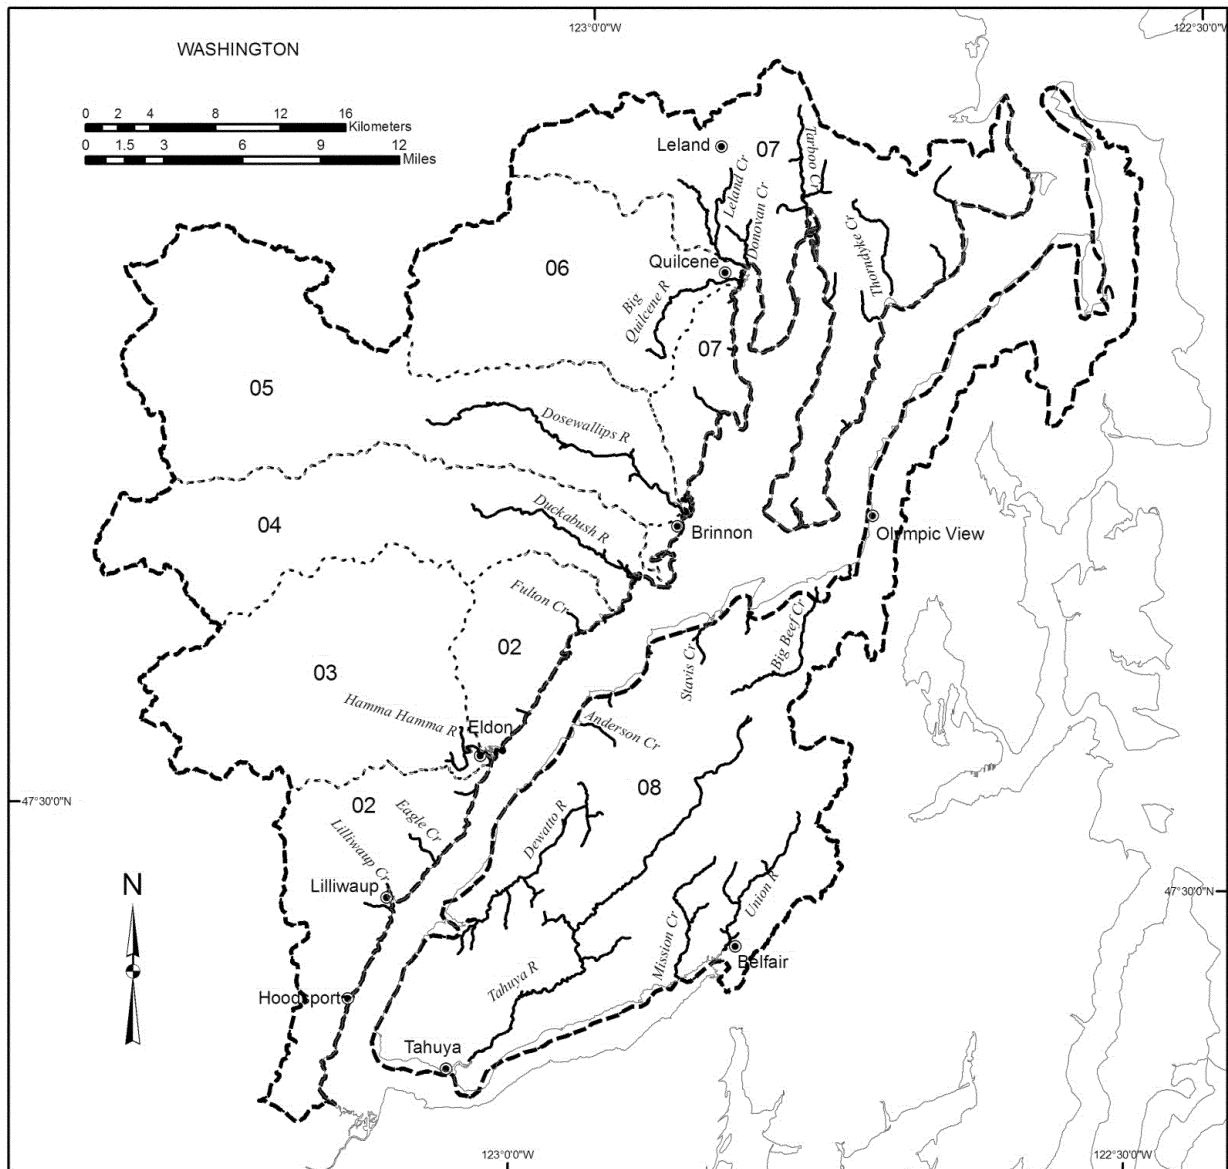 123°0'0"W
122°30'0"W
WASHINGTON
0 2 4 8 12 16
Kilometers
0 1.5 3 6 9 12
Miles
Leland
07
Tarboo Cr
Leland Cr
Donovan Cr
Thorndyke Cr
06
Quilcene
Big
Quilcene R
07
05
Dosewallips R
04
Duckabush R
Brinnon
Olympic View
Fulton Cr
02
Big Beef Cr
Stavis Cr
03
Hamma Hamma R
Eldon
Anderson Cr
08
47°30'0"N
02
Eagle Cr
Dewatto R
Lilliwaup Cr
Lilliwaup
N
47°30'0"N
Union R
Mission Cr
Belfair
Tahuya R
Hoodsport
Tahuya
123°0'0"W
122°30'0"W